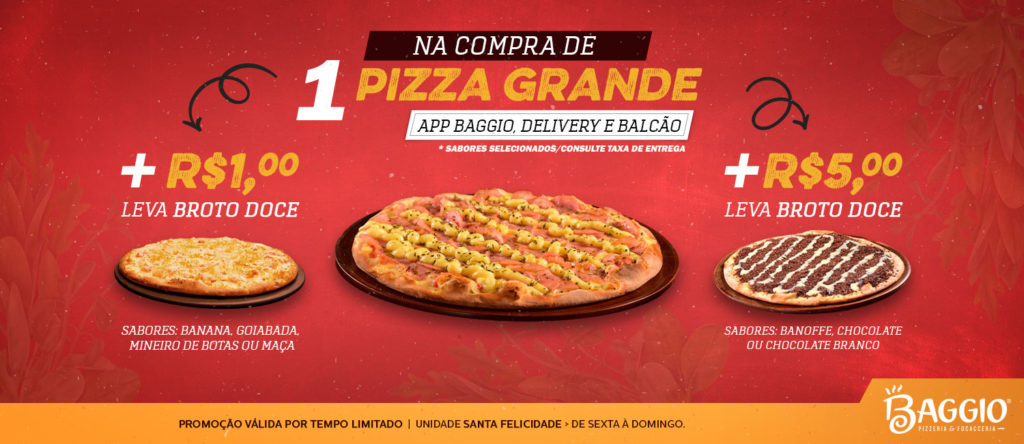 NA COMPRA DE
1 PIZZA GRANDE
APP BAGGIO, DELIVERY E BALCÃO
* SABORES SELECIONADOS/CONSULTE TAXA DE ENTREGA
+ R$1,00
LEVA BROTO DOCE
SABORES: BANANA, GOIABADA,
MINEIRO DE BOTAS OU MAÇA
+ R$5,00
LEVA BROTO DOCE
SABORES: BANOFFE, CHOCOLATE
OU CHOCOLATE BRANCO
PROMOÇÃO VÁLIDA POR TEMPO LIMITADO | UNIDADE SANTA FELICIDADE > DE SEXTA À DOMINGO.
BAGGIO®
PIZZERIA & FOCACCERIA